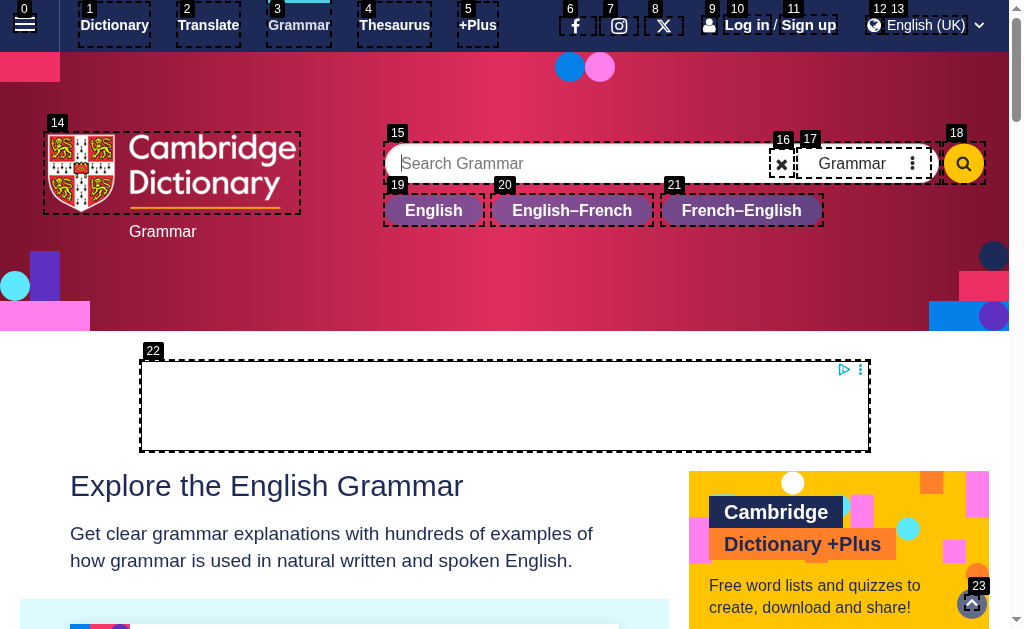 Dictionary
Translate
Grammar
Thesaurus
+Plus
Log in / Sign up
English (UK)
0
1
2
3
4
5
6
7
8
9
10
11
12
13
14
Cambridge
Dictionary
Grammar
15
Search Grammar
16
17
Grammar
18
19
English
20
English–French
21
French–English
22
Explore the English Grammar
Get clear grammar explanations with hundreds of examples of
how grammar is used in natural written and spoken English.
Cambridge
Dictionary +Plus
Free word lists and quizzes to
create, download and share!
23